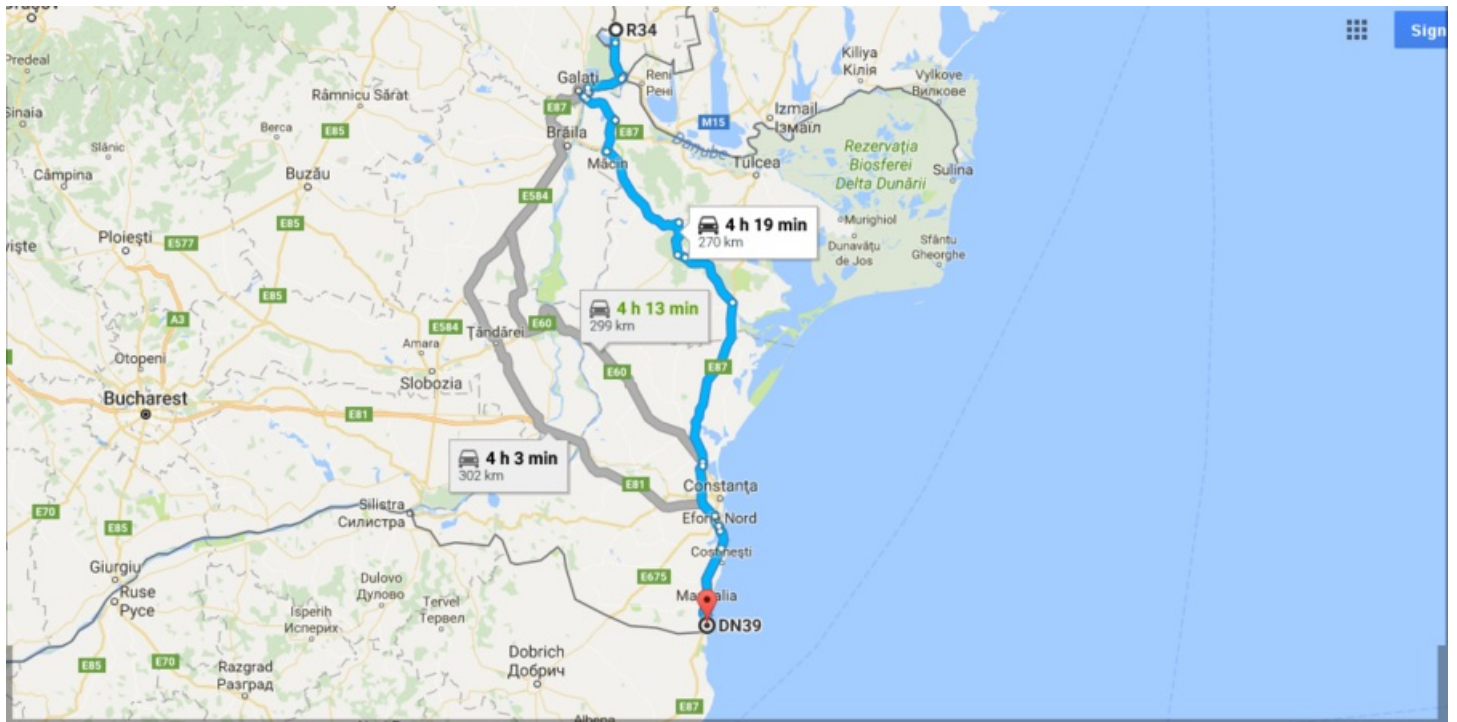 R34
Sign
Predeal
Kiliya
Кілія
Galați
Reni
Рені
Vylkove
Вилкове
Râmnicu Sărat
E87
Izmail
Ізмаїл
Sinaia
Berca
E85
M15
Brăila
E87
Danube
Slănic
Măcin
Tulcea
Rezervația
Biosferei
Delta Dunării
Sulina
Câmpina
Buzău
E584
E85
4 h 19 min
270 km
Murighiol
Ploiești
E577
Dunavățu
de Jos
Sfântu
Gheorghe
E85
4 h 13 min
299 km
A3
E584
Țăndărei
E60
Amara
Otopeni
Slobozia
E60
E87
Bucharest
E81
4 h 3 min
302 km
E81
Constanța
Silistra
Силистра
E70
E85
Nord
Giurgiu
E675
Ruse
Русе
Dulovo
Дулово
Tervel
Тервел
Isperih
Исперих
DN39
Dobrich
Добрич
E85
E70
Razgrad
Разград
E87